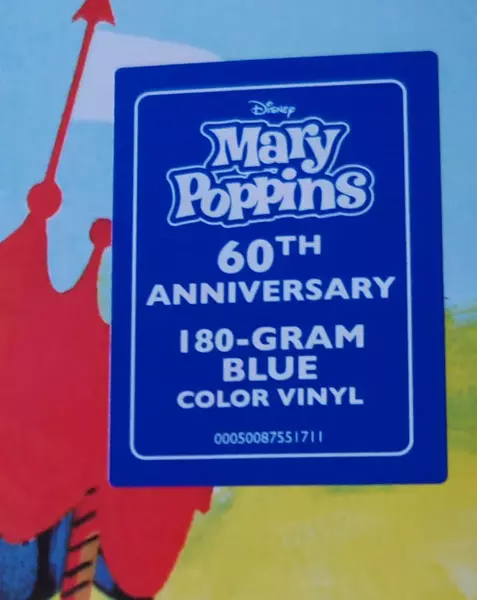 Disney
Mary
Poppins
60TH
ANNIVERSARY
180-GRAM
BLUE
COLOR VINYL
00050087551711